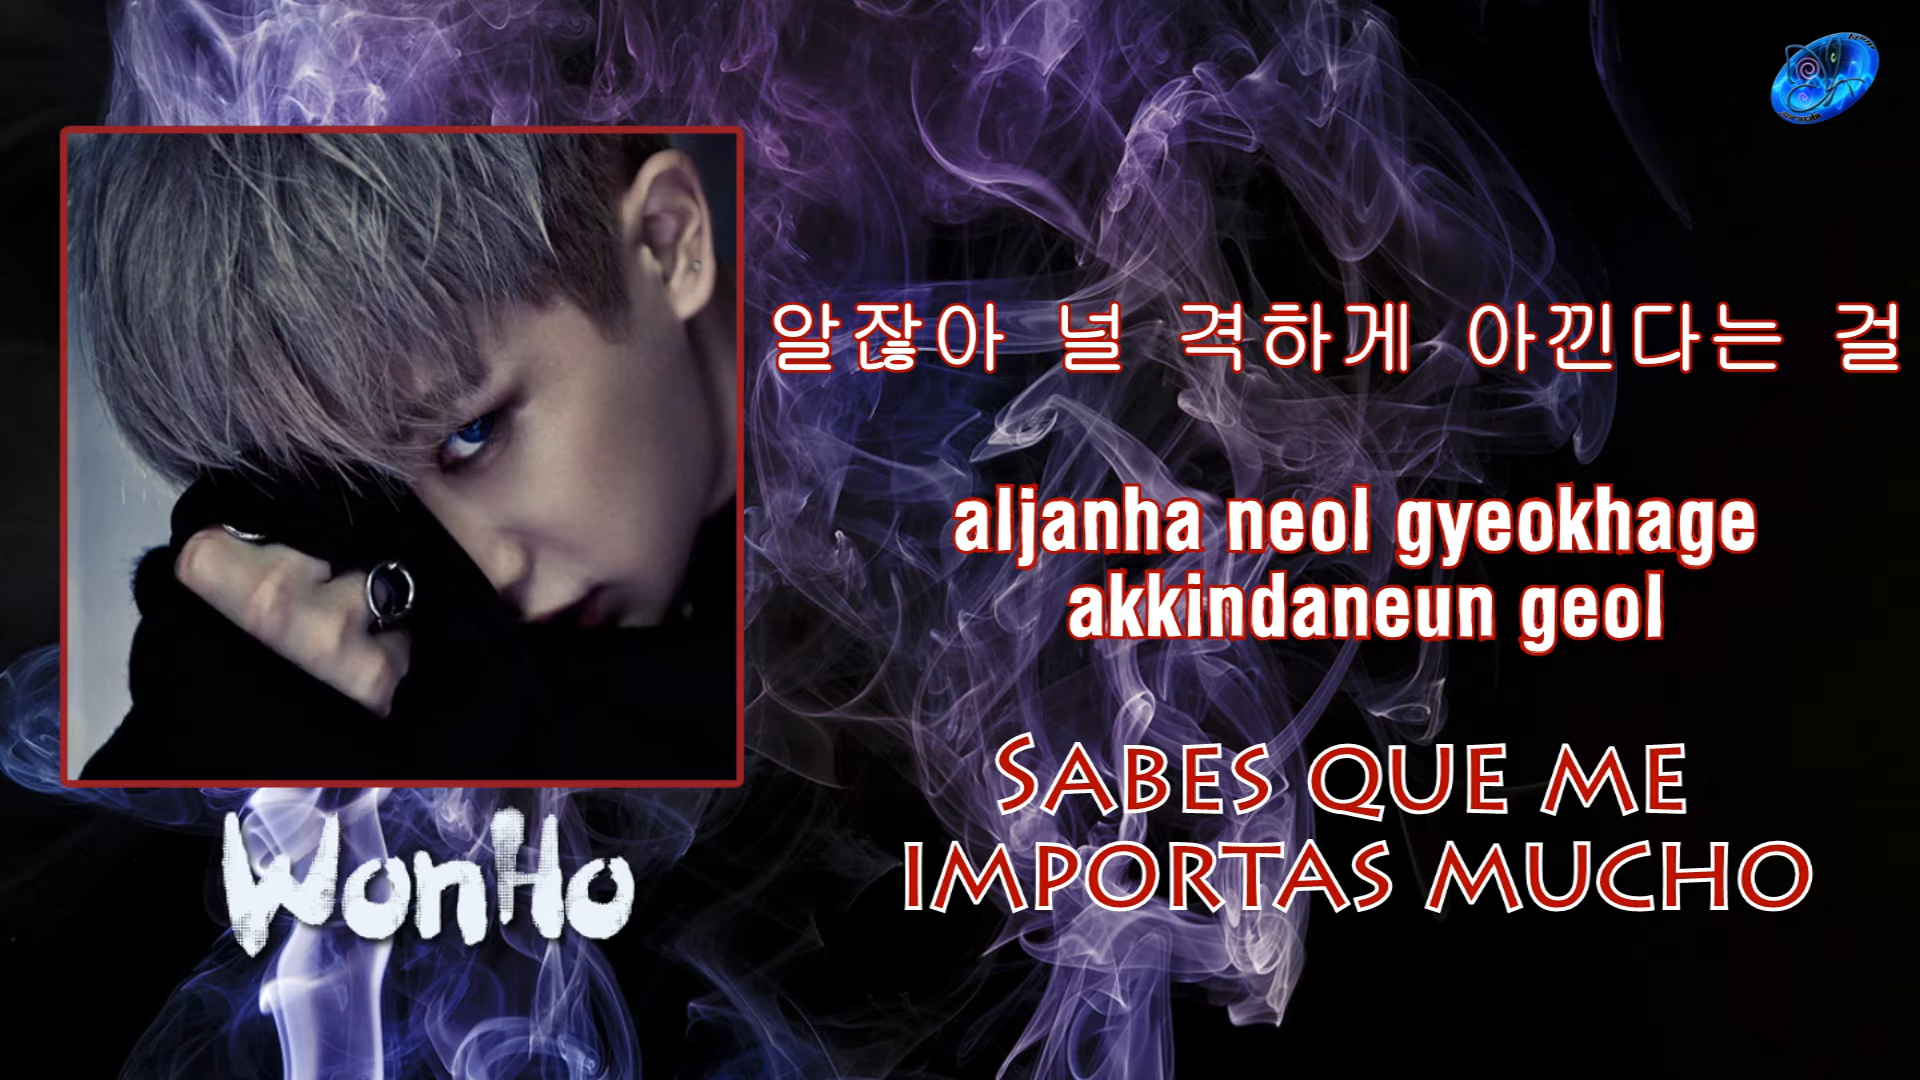 알잖아 널 격하게 아낀다는 걸
aljanha neol gyeokhage
akkindaneun geol
SABES QUE ME
IMPORTAS MUCHO
WonHo